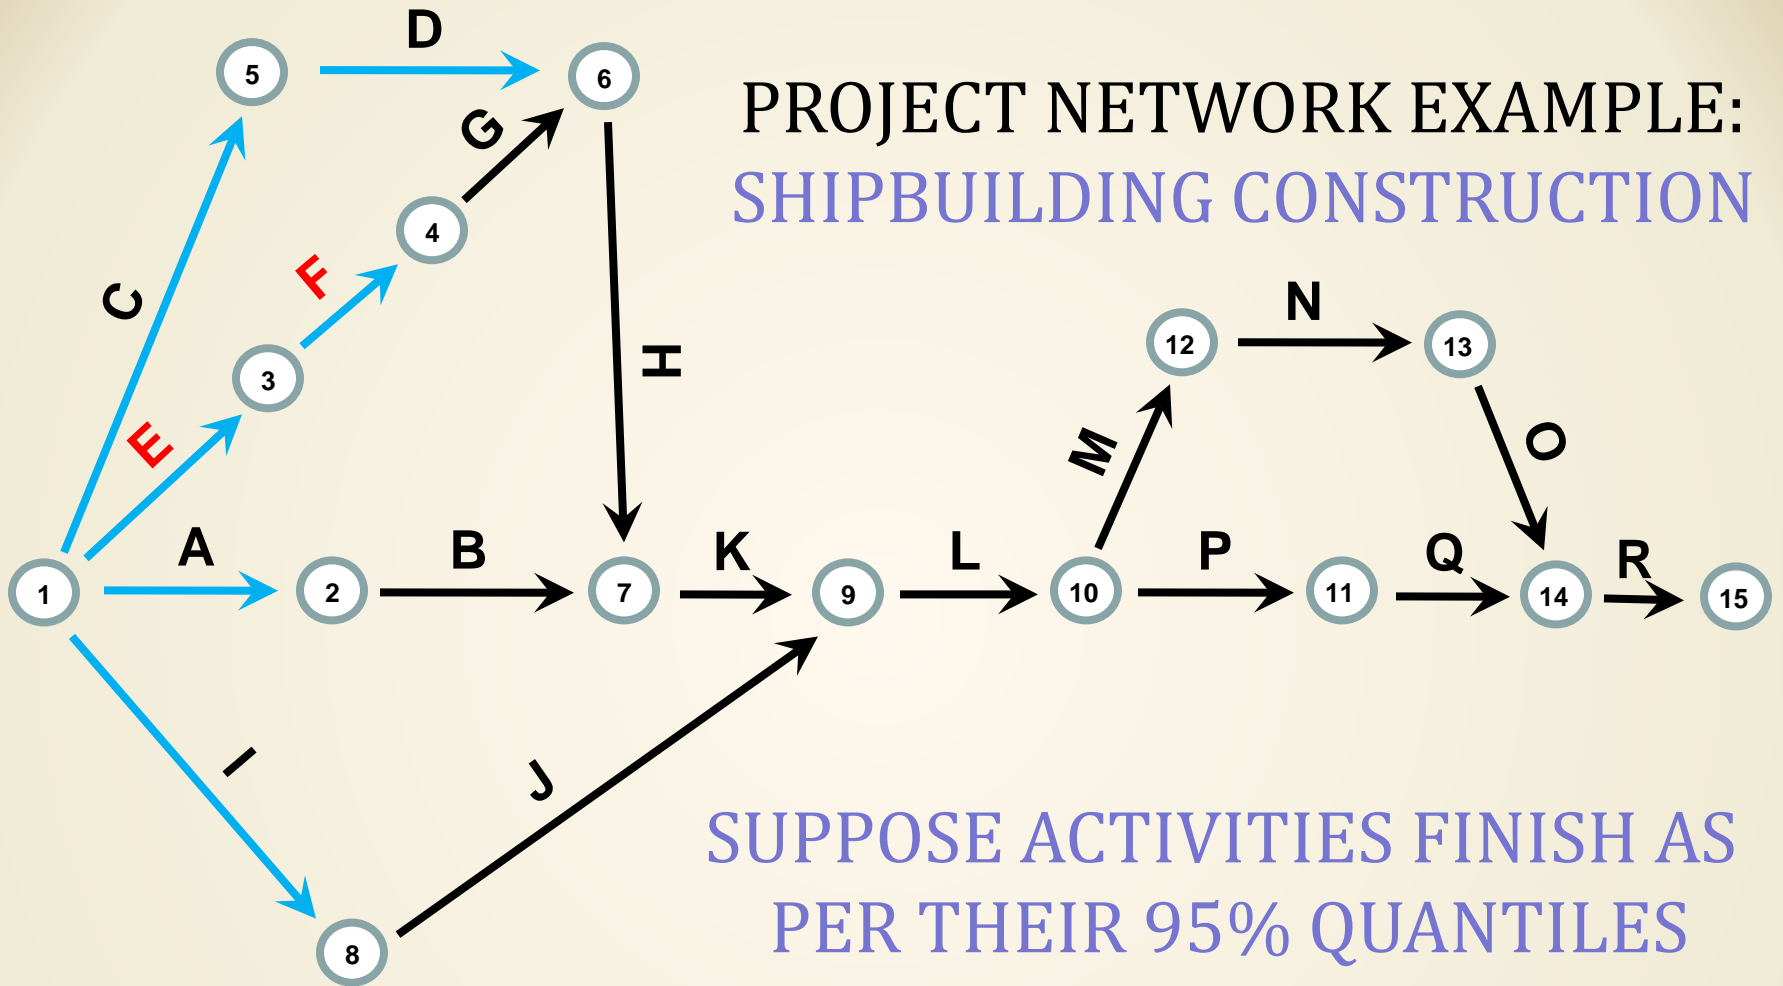 D
5
6
PROJECT NETWORK EXAMPLE:
G
SHIPBUILDING CONSTRUCTION
4
F
C
N
H
12
13
3
E
M
O
A
B
K
L
P
Q
R
1
2
7
9
10
11
14
15
I
J
SUPPOSE ACTIVITIES FINISH AS
PER THEIR 95% QUANTILES
8